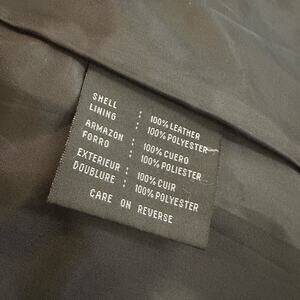 SHELL : 100% LEATHER
LINING : 100% POLYESTER
ARMAZON : 100% CUERO
FORRO : 100% POLIESTER
EXTERIEUR : 100% CUIR
DOUBLURE : 100% POLYESTER
CARE ON REVERSE